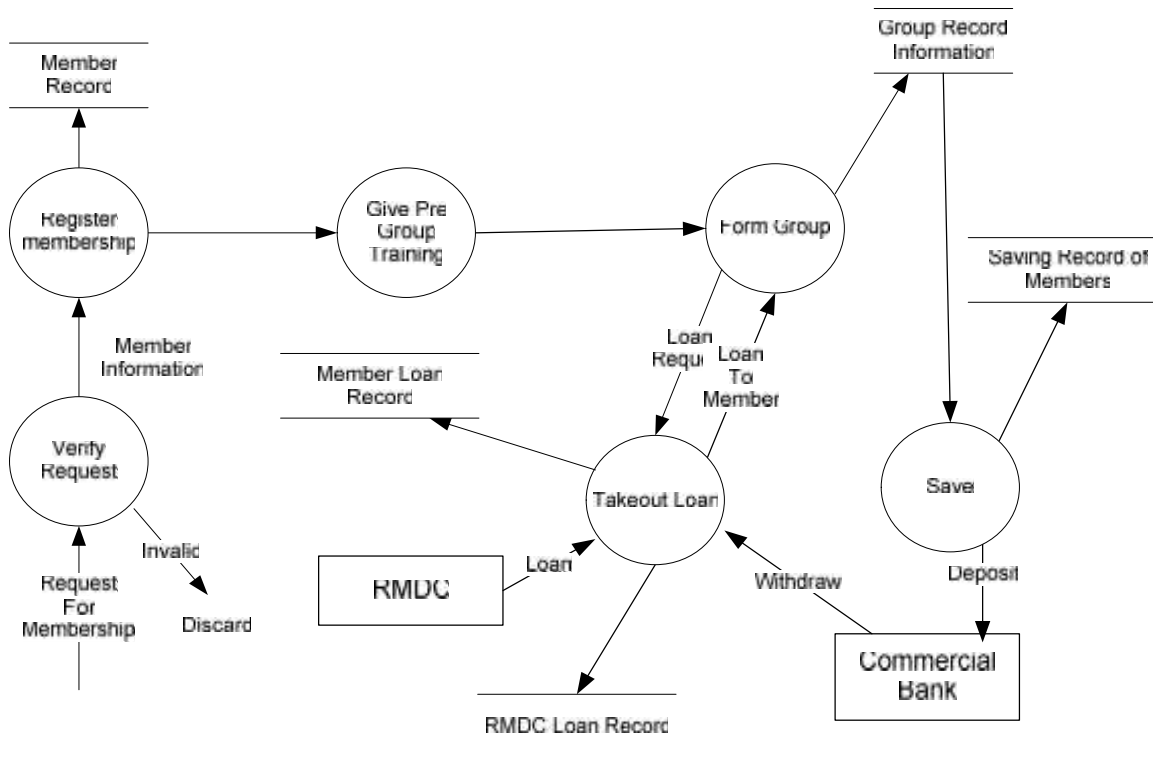 Group Record
Information
Member
Record
Register
membership
Give Pre
Group
Training
Form Group
Saving Record of
Members
Member
Information
Loan
Loan
To
Member
Member Loan
Record
Verify
Request
Takeout Loan
Save
Invalid
Loan
RMDC
Withdraw
Deposit
Request
For
Membership
Discard
Commercial
Bank
RMDC Loan Record